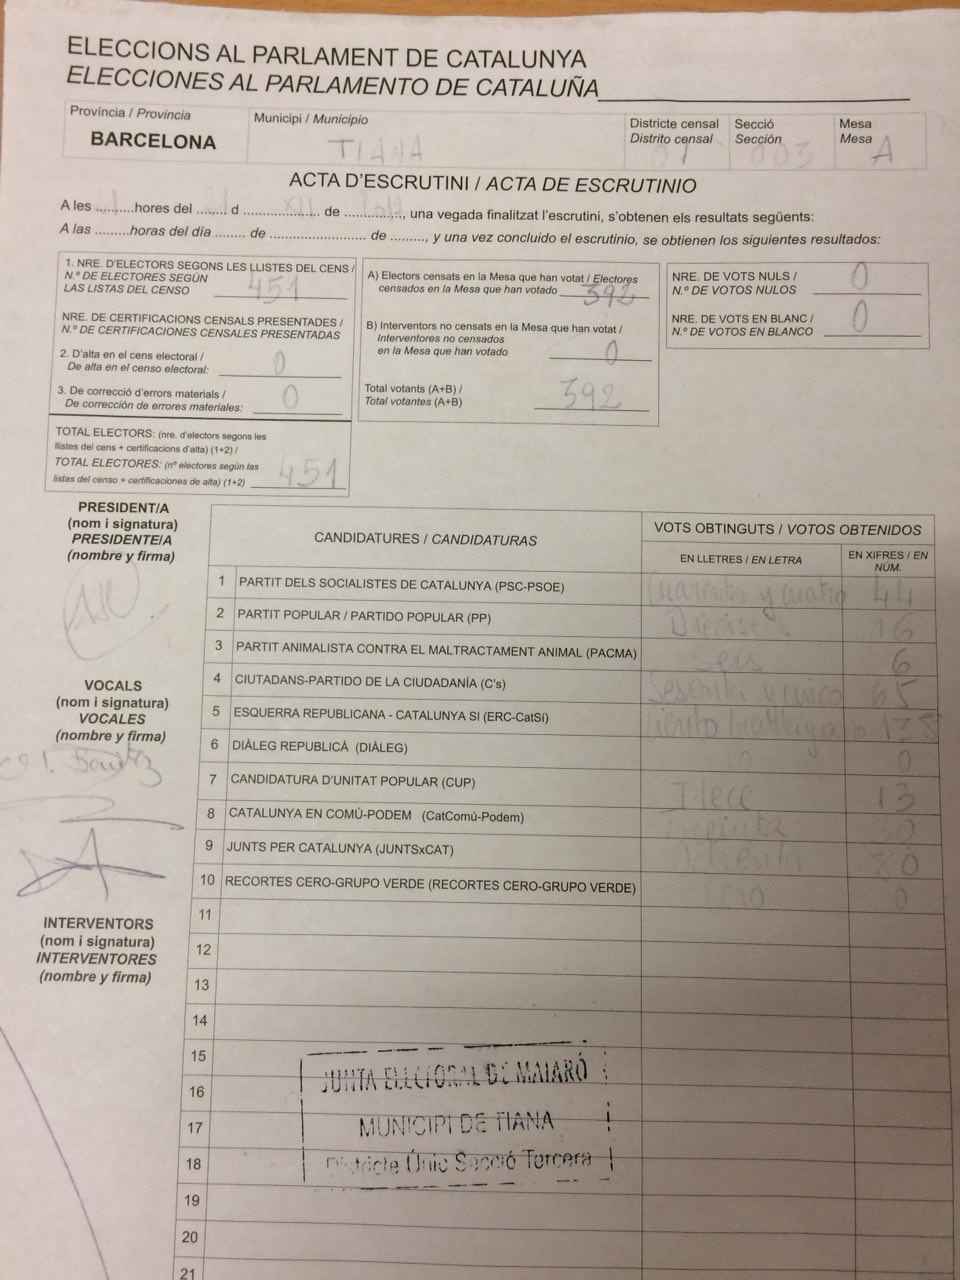 ELECCIONS AL PARLAMENT DE CATALUNYA
ELECCIONES AL PARLAMENTO DE CATALUÑA
Província / Provincia
BARCELONA
Municipi / Municipio
TIANA
Districte censal
Distrito censal
01
Secció
Sección
003
Mesa
Mesa
A
ACTA D'ESCRUTINI / ACTA DE ESCRUTINIO
A les ..........hores del ........ d .................... de ..............., una vegada finalitzat l'escrutini, s'obtenen els resultats següents:
A las .........horas del día ....... de ......................... de ........., y una vez concluido el escrutinio, se obtienen los siguientes resultados:
1. NRE. D'ELECTORS SEGONS LES LLISTES DEL CENS /
N.º DE ELECTORES SEGÚN
LAS LISTAS DEL CENSO 451
NRE. DE CERTIFICACIONS CENSALS PRESENTADES /
N.º DE CERTIFICACIONES CENSALES PRESENTADAS
2. D'alta en el cens electoral /
De alta en el censo electoral: 0
3. De correcció d'errors materials /
De corrección de errores materiales: 0
TOTAL ELECTORS: (nre. d'electors segons les
llistes del cens + certificacions d'alta) (1+2) /
TOTAL ELECTORES: (nº electores según las
listas del censo + certificaciones de alta) (1+2) 451
A) Electors censats en la Mesa que han votat / Electores
censados en la Mesa que han votado 392
B) Interventors no censats en la Mesa que han votat /
Interventores no censados
en la Mesa que han votado 0
Total votants (A+B) /
Total votantes (A+B) 392
NRE. DE VOTS NULS /
N.º DE VOTOS NULOS 0
NRE. DE VOTS EN BLANC /
N.º DE VOTOS EN BLANCO 0
PRESIDENT/A
(nom i signatura)
PRESIDENTE/A
(nombre y firma)
VOCALS
(nom i signatura)
VOCALES
(nombre y firma)
INTERVENTORS
(nom i signatura)
INTERVENTORES
(nombre y firma)
CANDIDATURES / CANDIDATURAS
VOTS OBTINGUTS / VOTOS OBTENIDOS
EN LLETRES / EN LETRA
EN XIFRES / EN NÚM.
1 PARTIT DELS SOCIALISTES DE CATALUNYA (PSC-PSOE) Cuarenta y cuatro 44
2 PARTIT POPULAR / PARTIDO POPULAR (PP) Dieciseis 16
3 PARTIT ANIMALISTA CONTRA EL MALTRACTAMENT ANIMAL (PACMA) Seis 6
4 CIUTADANS-PARTIDO DE LA CIUDADANÍA (C's) Sesenta y cinco 65
5 ESQUERRA REPUBLICANA - CATALUNYA SI (ERC-CatSí) 138
6 DIÀLEG REPUBLICÀ (DIÀLEG) 0
7 CANDIDATURA D'UNITAT POPULAR (CUP) Trece 13
8 CATALUNYA EN COMÚ-PODEM (CatComú-Podem) Treinta 30
9 JUNTS PER CATALUNYA (JUNTSxCAT) Ochenta 80
10 RECORTES CERO-GRUPO VERDE (RECORTES CERO-GRUPO VERDE) Cero 0
11
12
13
14
15
16
17
18
19
20
21
JUNTA ELECTORAL DE MATARÓ
MUNICIPI DE TIANA
Districte Únic Secció Tercera